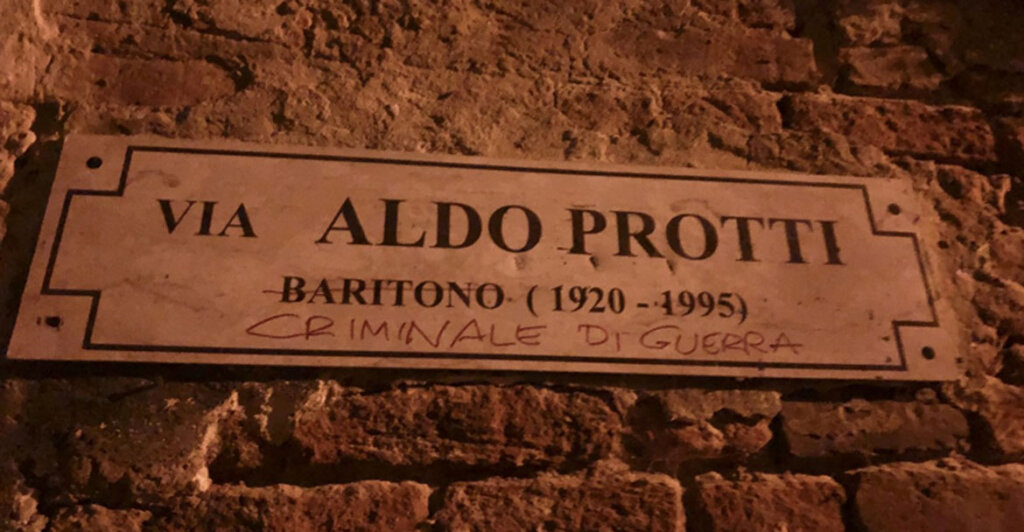 VIA ALDO PROTTI
BARITONO (1920 - 1995)
CRIMINALE DI GUERRA